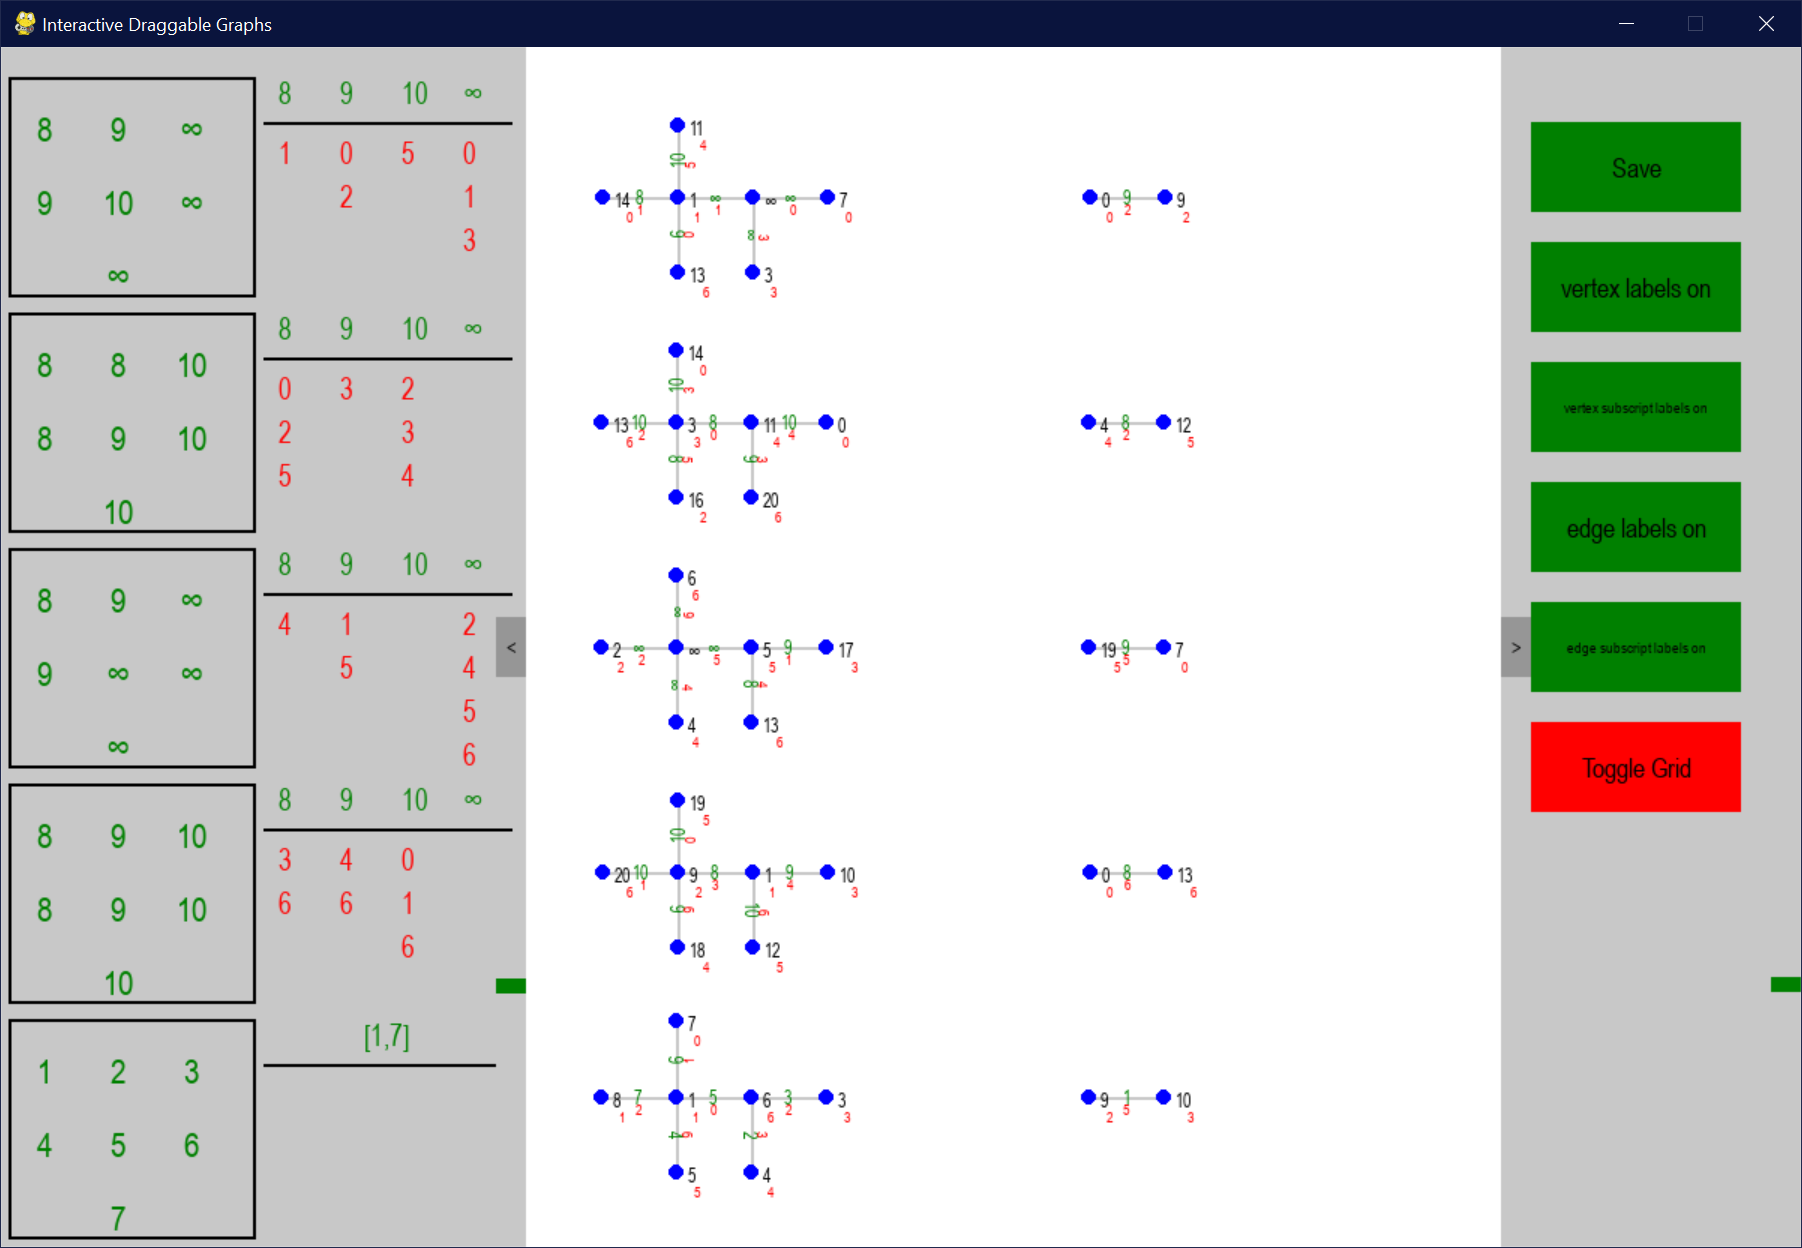 Interactive Draggable Graphs
8 9 ∞
9 10 ∞
∞
8 9 10 ∞
1 0 5 0
2 1
3
8 8 10
8 9 10
10
8 9 10 ∞
0 3 2
2 3
5 4
8 9 ∞
9 ∞ ∞
∞
8 9 10 ∞
4 1 2
5 4
5
6
8 9 10
8 9 10
10
8 9 10 ∞
3 4 0
6 6 1
6
1 2 3
4 5 6
7
[1,7]
<
11
4
10 5
14 8 1 ∞ ∞ ∞ 7
0 1 1 1 0 0
9 0 ∞ 3
13 3
6 3
0 9 9
0 2 2
14
0
10 3
13 10 3 8 11 10 0
6 2 3 0 4 4 0
8 5 9 3
16 20
2 6
4 8 12
4 2 5
6
6
∞ 6
2 ∞ ∞ ∞ 5 9 17
2 2 5 5 1 3
∞ 4 8 4
4 13
4 6
19 9 7
5 5 0
19
5
10 0
20 10 9 8 1 9 10
6 1 2 3 1 4 3
9 6 10 6
18 12
4 5
0 8 13
0 6 6
7
0
6 1
8 7 1 5 6 3 3
1 2 1 0 6 2 3
4 6 2 3
5 4
5 4
9 1 10
2 5 3
>
Save
vertex labels on
vertex subscript labels on
edge labels on
edge subscript labels on
Toggle Grid